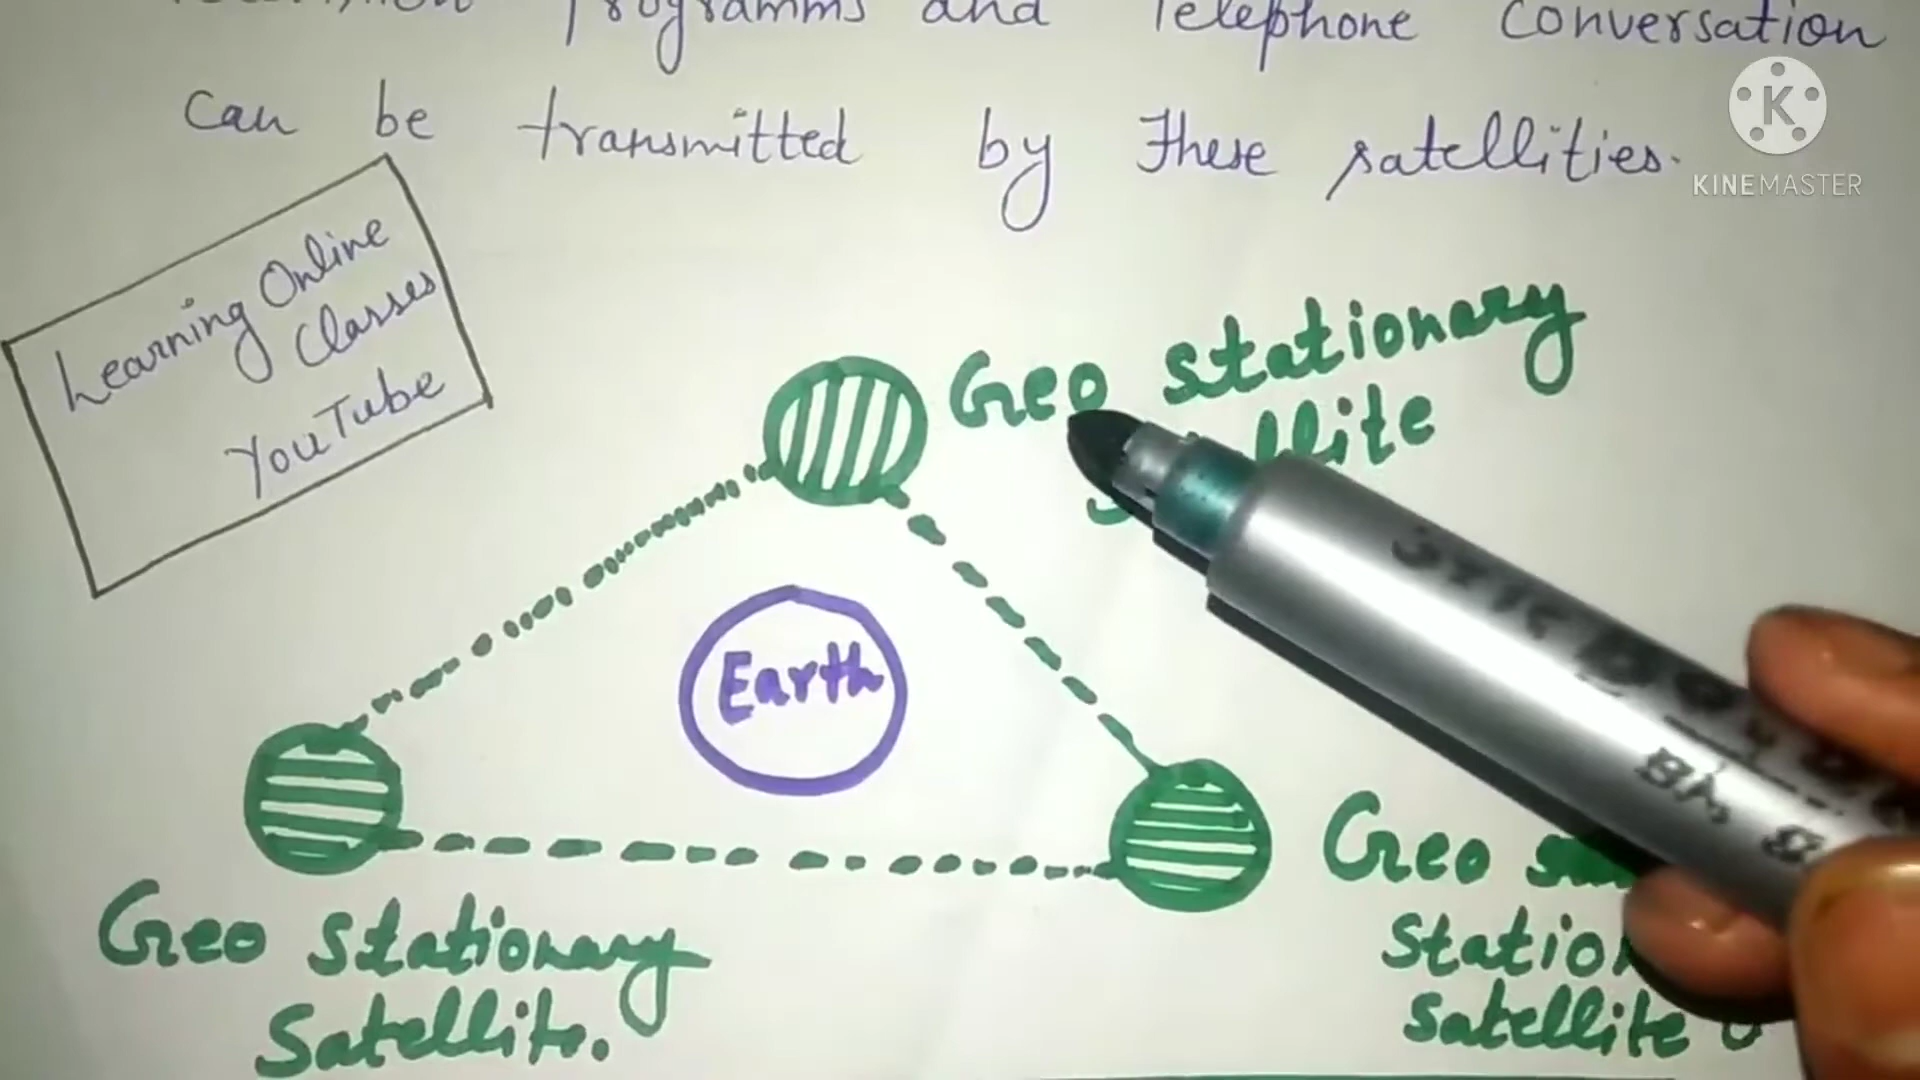 Programms and Telephone Conversation
can be transmitted by these satellities.
KINEMASTER
Learning Online
Classes
YouTube
Geo stationary
Earth
Geo
Geo stationary
Satellite.
satellite